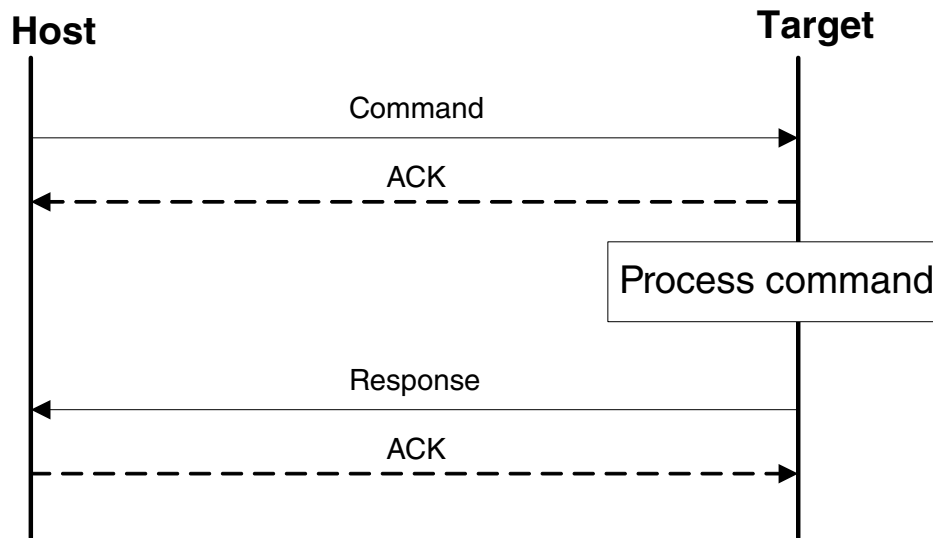 Host
Target
Command
ACK
Process command
Response
ACK